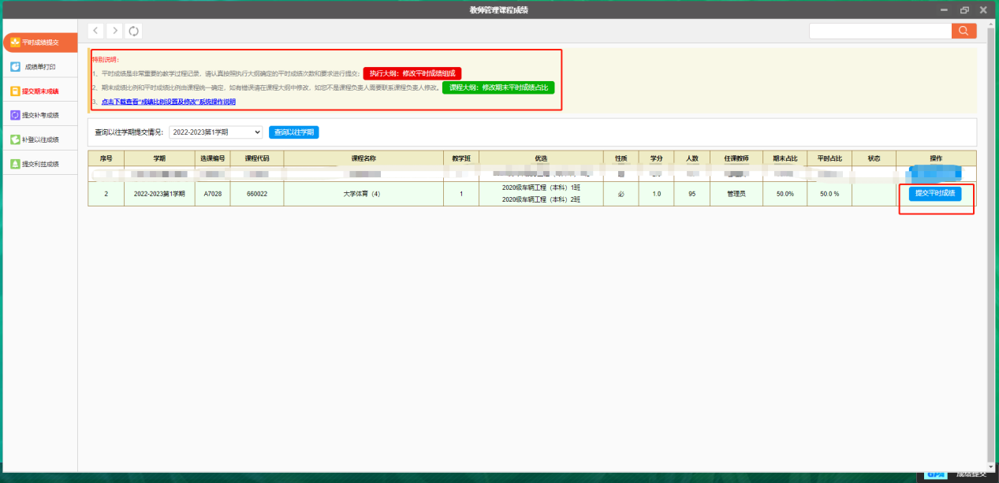 教师管理课程成绩
平时成绩提交
成绩单打印
提交期末成绩
提交补考成绩
补登以往成绩
提交利兹成绩
特别说明：
1、平时成绩是非常重要的教学过程记录，请认真按照执行大纲确定的平时成绩次数和要求进行提交； 执行大纲：修改平时成绩组成
2、期末成绩比例和平时成绩比例由课程统一确定，如有错误请在课程大纲中修改，如您不是课程负责人需要联系课程负责人修改。 课程大纲：修改期末平时成绩占比
3、点击下载查看“成绩比例设置及修改”系统操作说明
查询以往学期提交情况： 2022-2023第1学期 查询以往学期
序号 学期 选课编号 课程代码 课程名称 教学班 优选 性质 学分 人数 任课教师 期末占比 平时占比 状态 操作
2 2022-2023第1学期 A7028 660022 大学体育（4） 1 2020级车辆工程（本科）1班 必 1.0 95 管理员 50.0% 50.0 % 提交平时成绩
2020级车辆工程（本科）2班
成绩提交